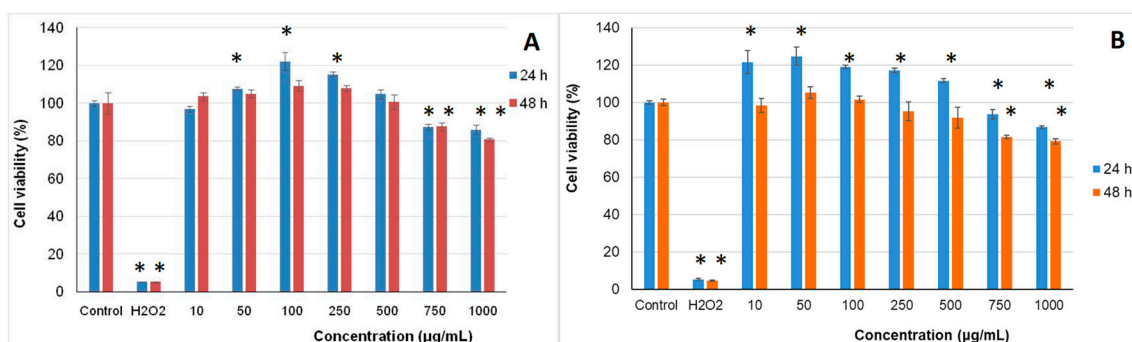 140
120
100
80
60
40
20
0
Cell viability (%)
A
24 h
48 h
* * * * * * * * *
Control H2O2 10 50 100 250 500 750 1000
Concentration (µg/mL)
140
120
100
80
60
40
20
0
Cell viability (%)
B
24 h
48 h
* * * * * * * * * * *
Control H2O2 10 50 100 250 500 750 1000
Concentration (µg/mL)